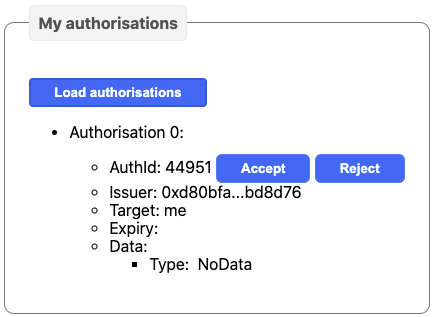 My authorisations
Load authorisations
Authorisation 0:
AuthId: 44951 Accept Reject
Issuer: 0xd80bfa...bd8d76
Target: me
Expiry:
Data:
Type: NoData